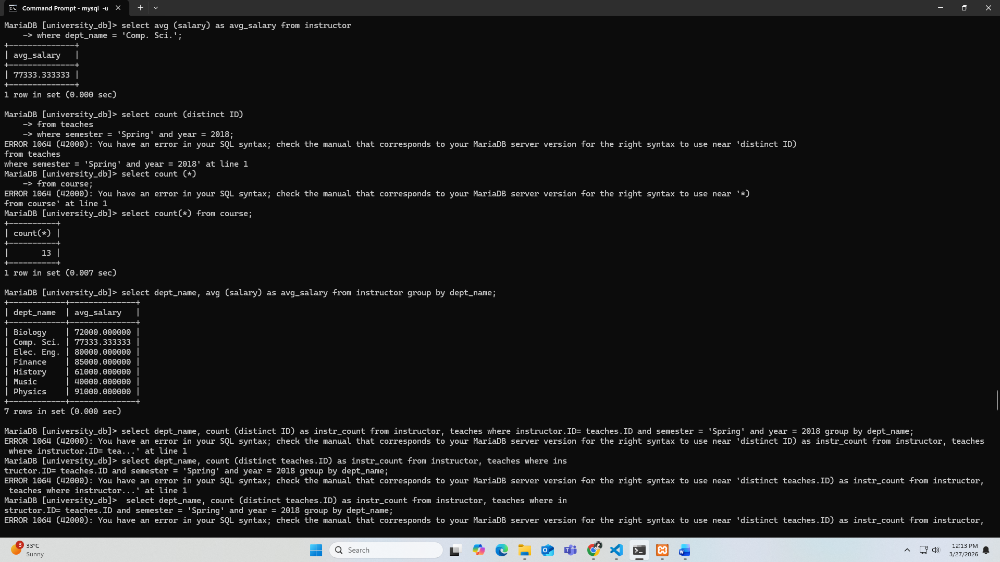 Command Prompt - mysql  -u
MariaDB [university_db]> select avg (salary) as avg_salary from instructor
    -> where dept_name = 'Comp. Sci.';
+--------------+
| avg_salary   |
+--------------+
| 77333.333333 |
+--------------+
1 row in set (0.000 sec)
MariaDB [university_db]> select count (distinct ID)
    -> from teaches
    -> where semester = 'Spring' and year = 2018;
ERROR 1064 (42000): You have an error in your SQL syntax; check the manual that corresponds to your MariaDB server version for the right syntax to use near 'distinct ID)
from teaches
where semester = 'Spring' and year = 2018' at line 1
MariaDB [university_db]> select count (*)
    -> from course;
ERROR 1064 (42000): You have an error in your SQL syntax; check the manual that corresponds to your MariaDB server version for the right syntax to use near '*)
from course' at line 1
MariaDB [university_db]> select count(*) from course;
+----------+
| count(*) |
+----------+
|       13 |
+----------+
1 row in set (0.007 sec)
MariaDB [university_db]> select dept_name, avg (salary) as avg_salary from instructor group by dept_name;
+------------+--------------+
| dept_name  | avg_salary   |
+------------+--------------+
| Biology    | 72000.000000 |
| Comp. Sci. | 77333.333333 |
| Elec. Eng. | 80000.000000 |
| Finance    | 85000.000000 |
| History    | 61000.000000 |
| Music      | 40000.000000 |
| Physics    | 91000.000000 |
+------------+--------------+
7 rows in set (0.000 sec)
MariaDB [university_db]> select dept_name, count (distinct ID) as instr_count from instructor, teaches where instructor.ID= teaches.ID and semester = 'Spring' and year = 2018 group by dept_name;
ERROR 1064 (42000): You have an error in your SQL syntax; check the manual that corresponds to your MariaDB server version for the right syntax to use near 'distinct ID) as instr_count from instructor, teaches
 where instructor.ID= tea...' at line 1
MariaDB [university_db]> select dept_name, count (distinct teaches.ID) as instr_count from instructor, teaches where ins
tructor.ID= teaches.ID and semester = 'Spring' and year = 2018 group by dept_name;
ERROR 1064 (42000): You have an error in your SQL syntax; check the manual that corresponds to your MariaDB server version for the right syntax to use near 'distinct teaches.ID) as instr_count from instructor,
 teaches where instructor...' at line 1
MariaDB [university_db]>  select dept_name, count (distinct teaches.ID) as instr_count from instructor, teaches where in
structor.ID= teaches.ID and semester = 'Spring' and year = 2018 group by dept_name;
ERROR 1064 (42000): You have an error in your SQL syntax; check the manual that corresponds to your MariaDB server version for the right syntax to use near 'distinct teaches.ID) as instr_count from instructor,
3
33°C
Sunny
Search
12:13 PM
3/27/2026